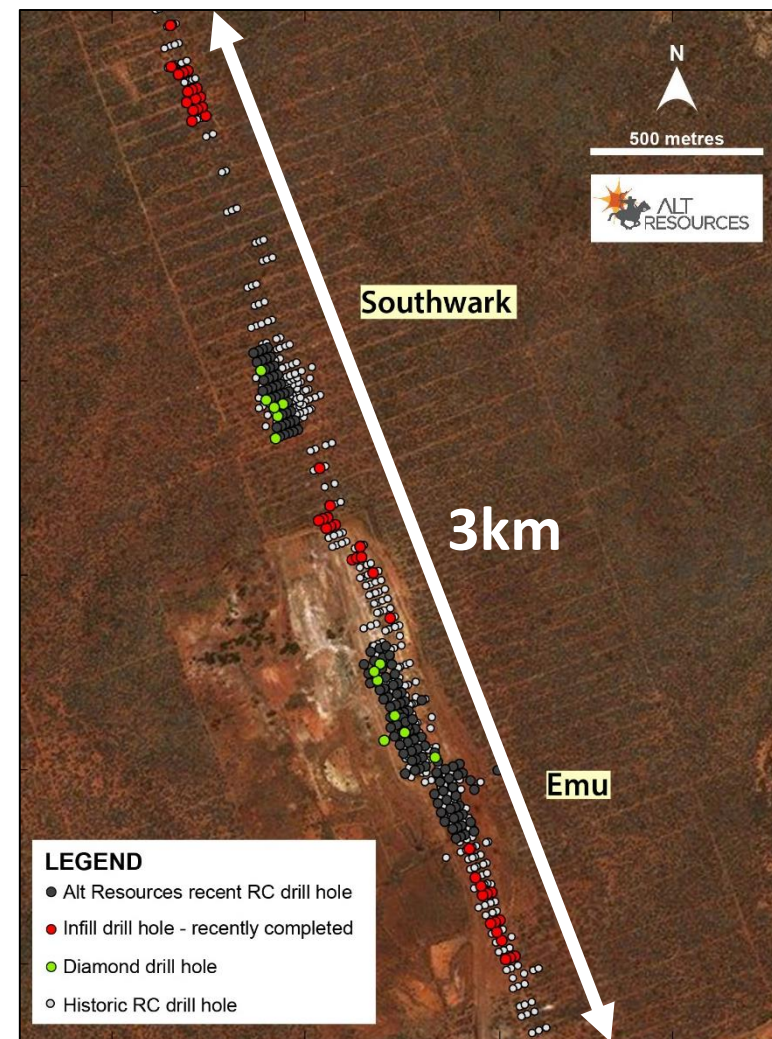 N
500 metres
ALT
RESOURCES
Southwark
3km
Emu
LEGEND
Alt Resources recent RC drill hole
Infill drill hole - recently completed
Diamond drill hole
Historic RC drill hole